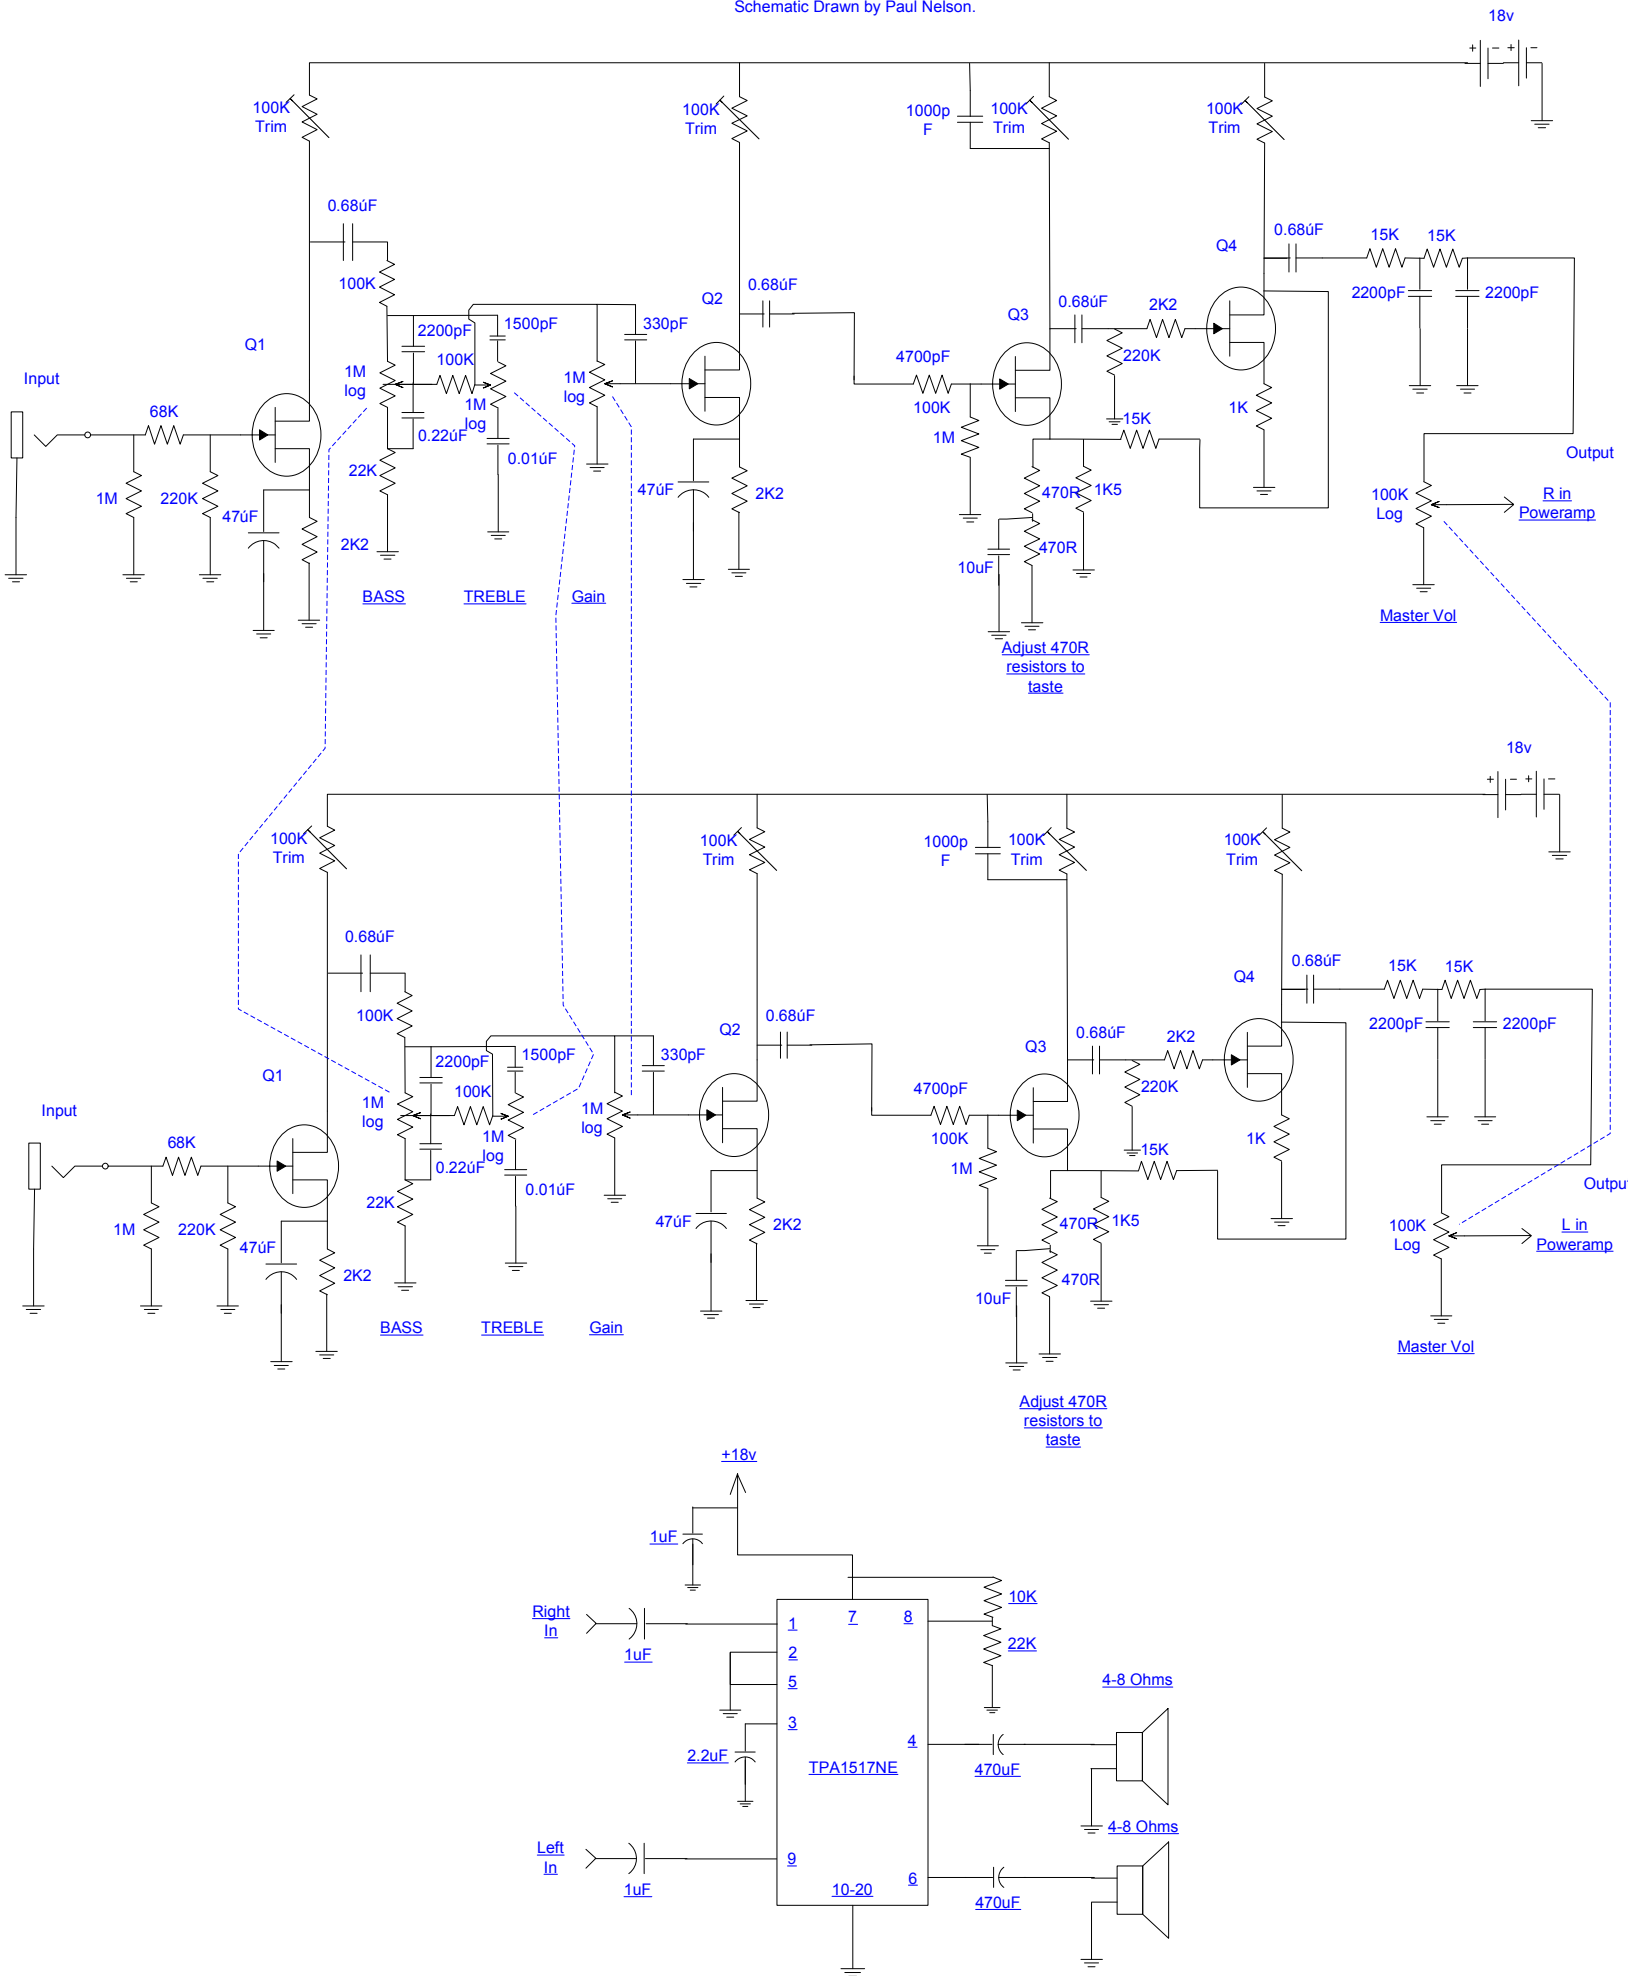 Schematic Drawn by Paul Nelson.
18v
100K
Trim
100K
Trim
1000p
F
100K
Trim
100K
Trim
0.68úF
100K
Q1
2200pF
1500pF
100K
1M
log
1M
log
0.22úF
0.01úF
22K
Input
68K
1M
220K
47úF
2K2
330pF
1M
log
Q2
0.68úF
47úF
2K2
4700pF
100K
1M
Q3
0.68úF
2K2
220K
15K
470R
1K5
470R
10uF
Q4
0.68úF
1K
15K
15K
2200pF
2200pF
Output
100K
Log
R in
Poweramp
Master Vol
BASS
TREBLE
Gain
Adjust 470R
resistors to
taste
18v
100K
Trim
100K
Trim
1000p
F
100K
Trim
100K
Trim
0.68úF
100K
Q1
2200pF
1500pF
100K
1M
log
1M
log
0.22úF
0.01úF
22K
Input
68K
1M
220K
47úF
2K2
330pF
1M
log
Q2
0.68úF
47úF
2K2
4700pF
100K
1M
Q3
0.68úF
2K2
220K
15K
470R
1K5
470R
10uF
Q4
0.68úF
1K
15K
15K
2200pF
2200pF
Outpu
100K
Log
L in
Poweramp
Master Vol
BASS
TREBLE
Gain
Adjust 470R
resistors to
taste
+18v
1uF
10K
22K
Right
In
1uF
1
7
8
2
5
3
2.2uF
4
TPA1517NE
470uF
4-8 Ohms
4-8 Ohms
Left
In
1uF
9
6
10-20
470uF